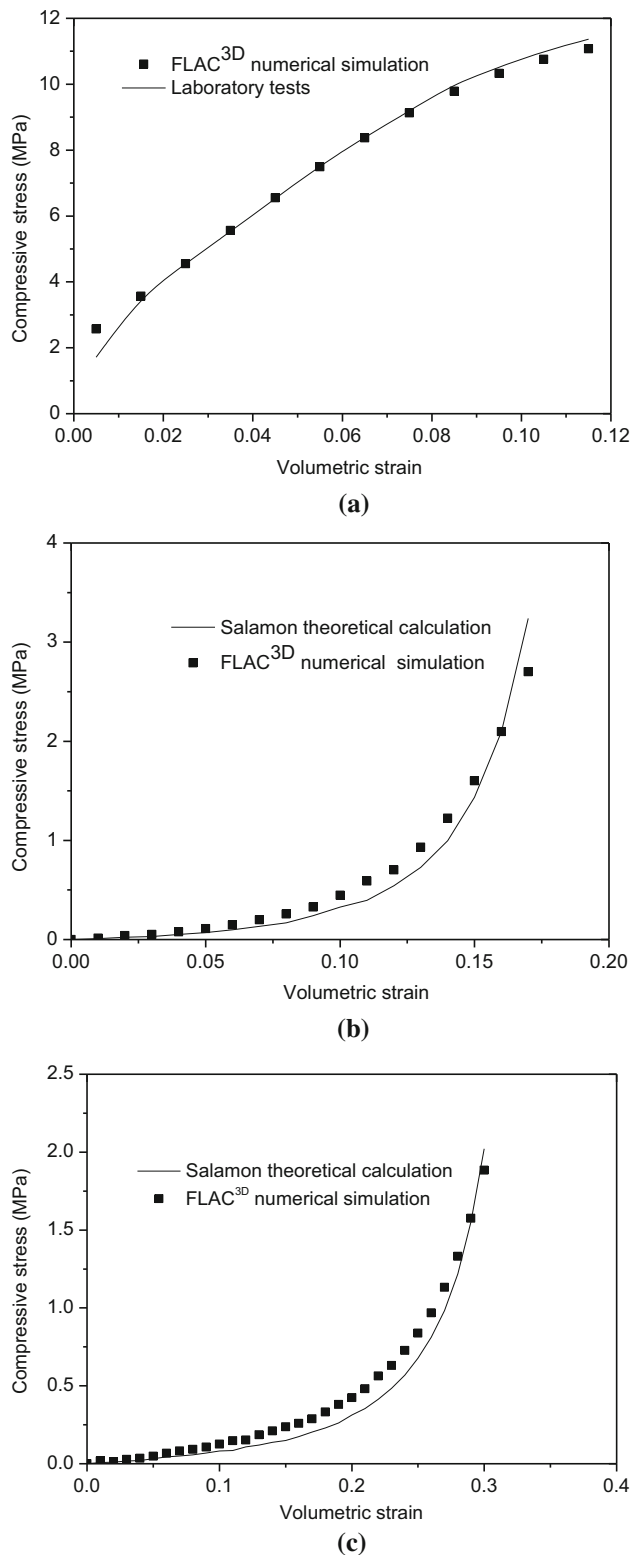 12
10
8
6
4
2
0
Compressive stress (MPa)
FLAC3D numerical simulation
Laboratory tests
0.00 0.02 0.04 0.06 0.08 0.10 0.12
Volumetric strain
(a)
4
3
2
1
0
Compressive stress (MPa)
Salamon theoretical calculation
FLAC3D numerical simulation
0.00 0.05 0.10 0.15 0.20
Volumetric strain
(b)
2.5
2.0
1.5
1.0
0.5
0.0
Compressive stress (MPa)
Salamon theoretical calculation
FLAC3D numerical simulation
0.0 0.1 0.2 0.3 0.4
Volumetric strain
(c)